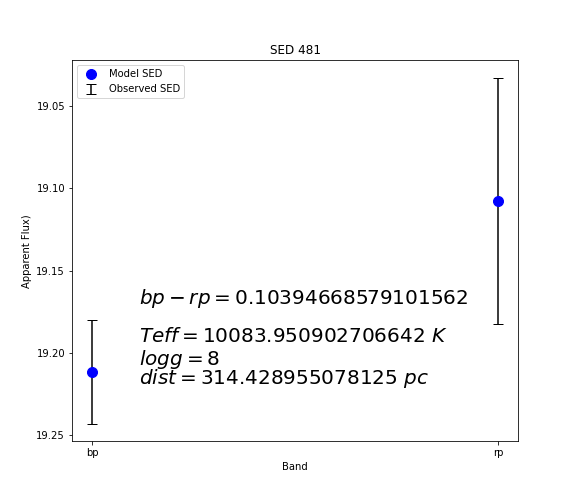 SED 481
Model SED
Observed SED
19.05
19.10
19.15
19.20
19.25
Apparent Flux)
bp − rp = 0.10394668579101562
Teff = 10083.950902706642 K
logg = 8
dist = 314.428955078125 pc
bp
rp
Band